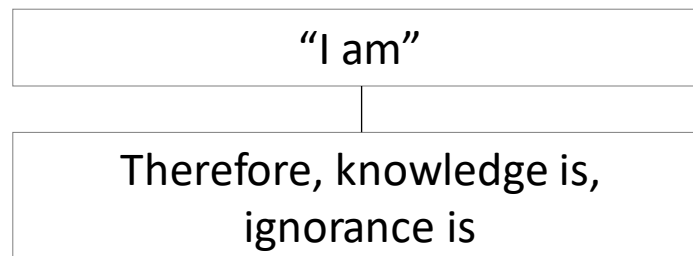 “I am”
Therefore, knowledge is,
ignorance is